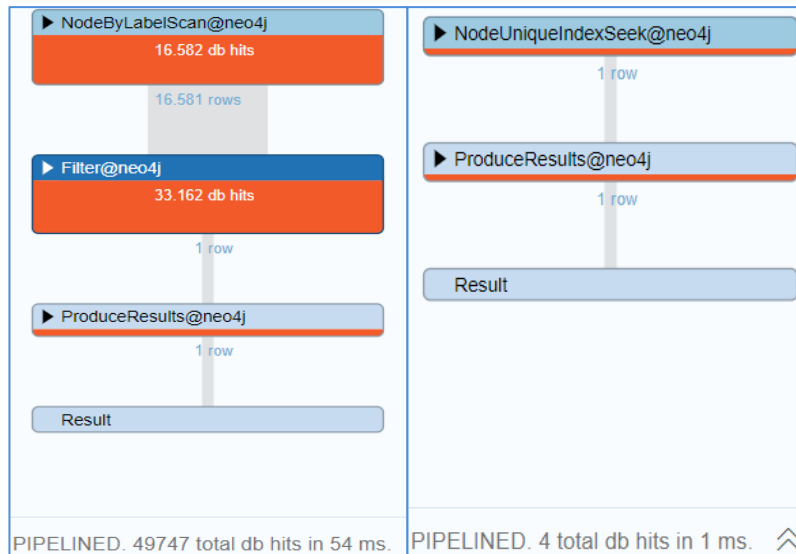 NodeByLabelScan@neo4j
16.582 db hits
16.581 rows
Filter@neo4j
33.162 db hits
1 row
ProduceResults@neo4j
1 row
Result
PIPELINED. 49747 total db hits in 54 ms.
NodeUniqueIndexSeek@neo4j
1 row
ProduceResults@neo4j
1 row
Result
PIPELINED. 4 total db hits in 1 ms.